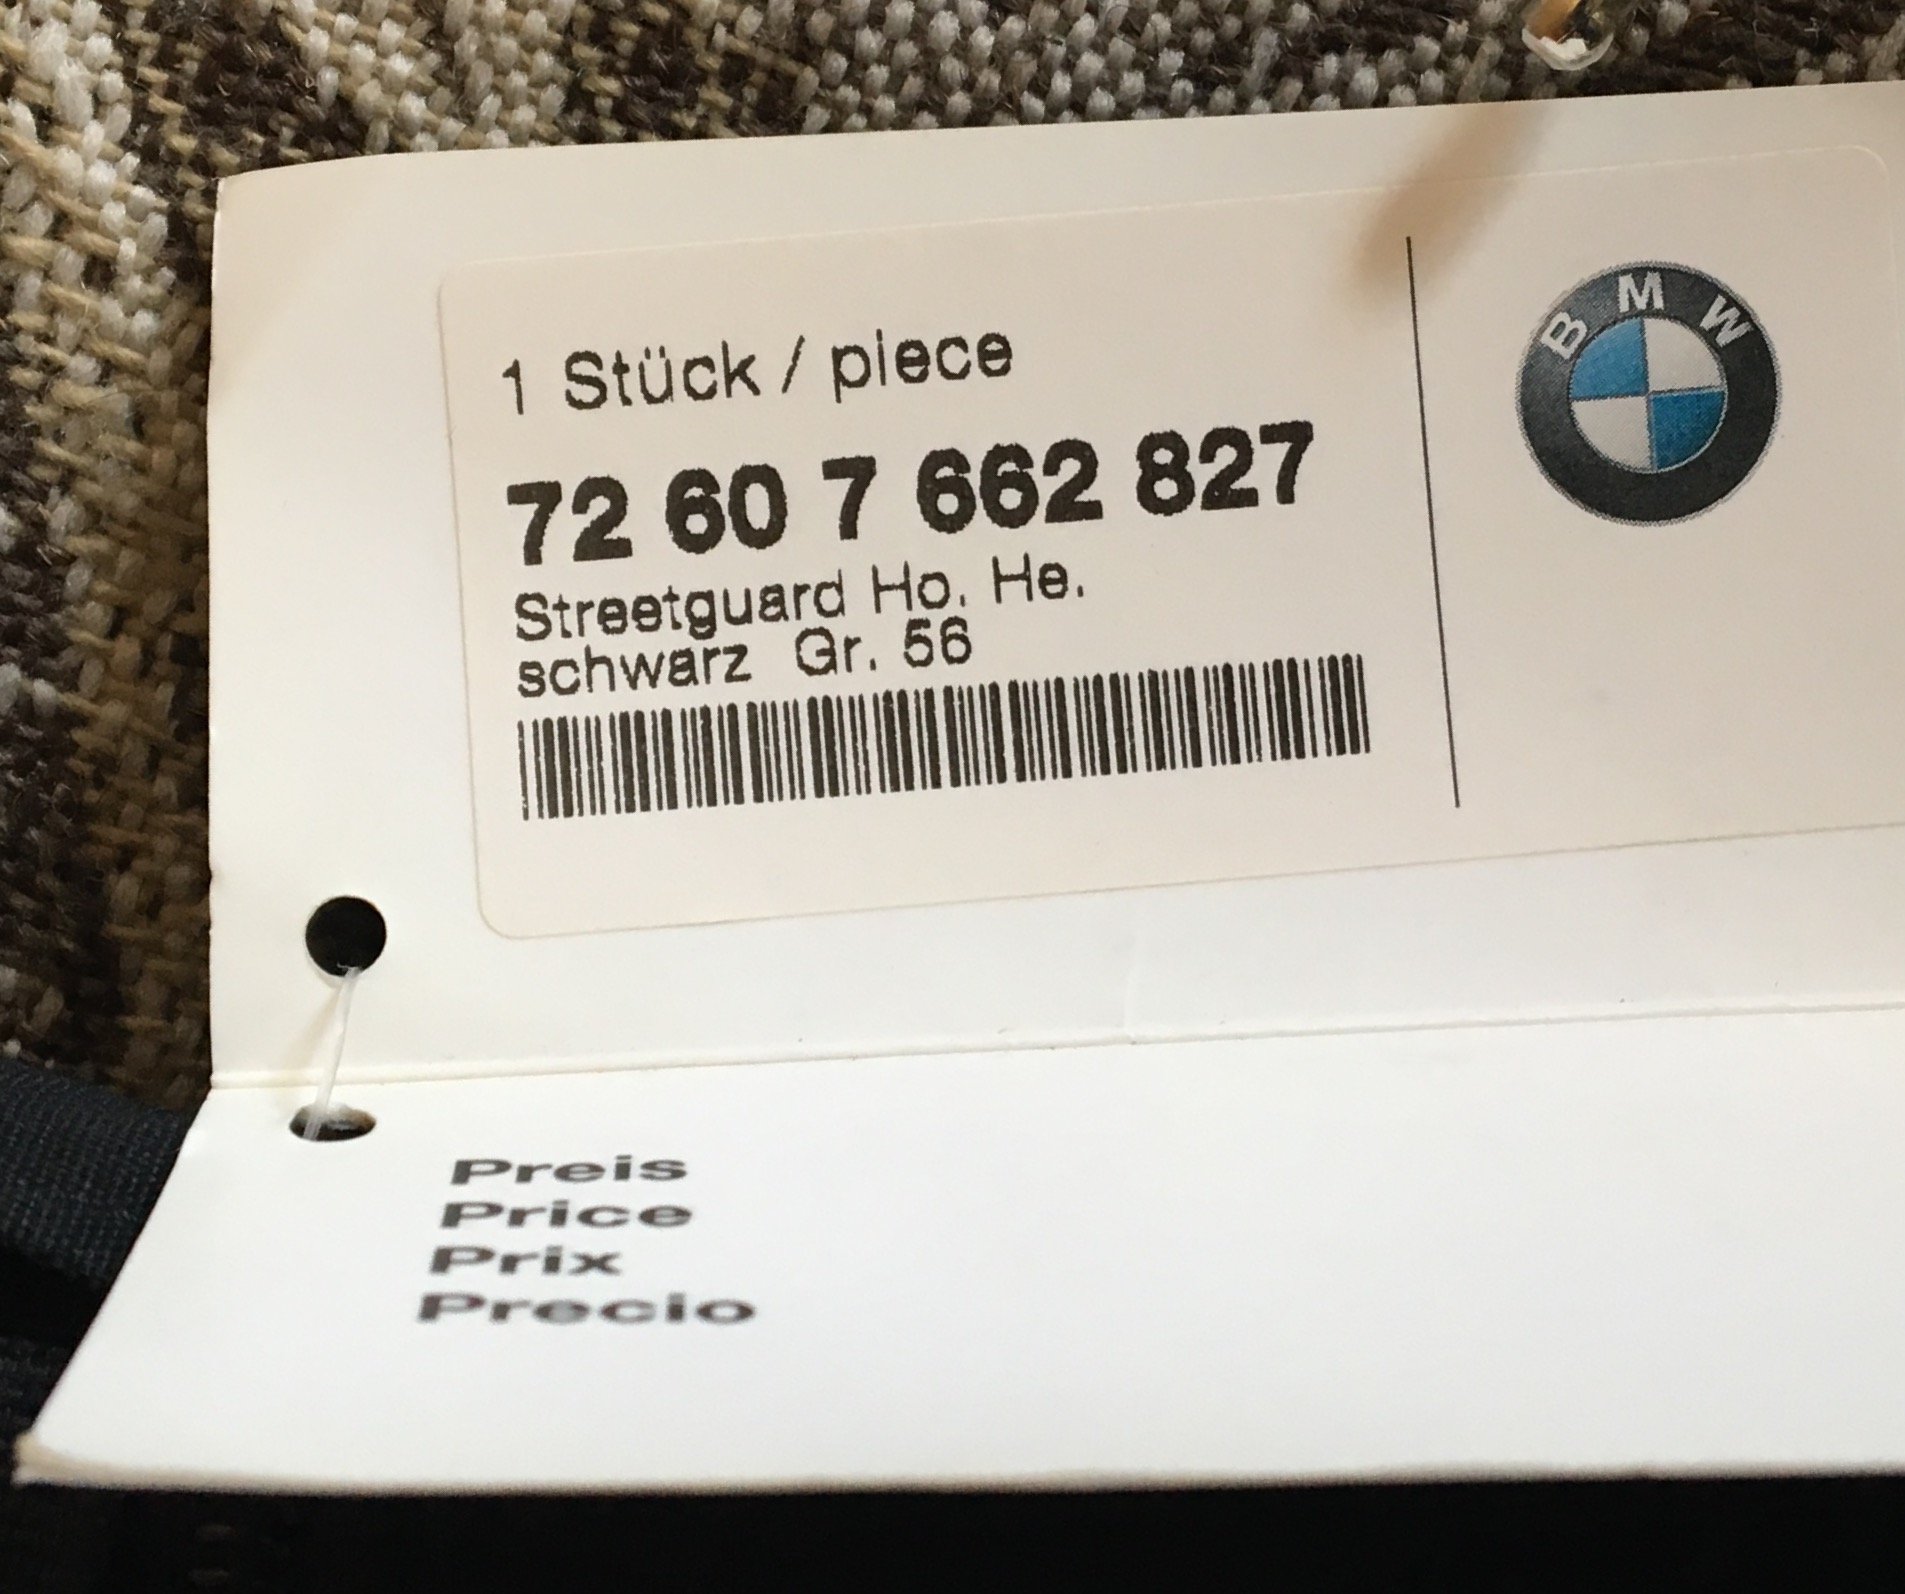 1 Stück / piece
72 60 7 662 827
Streetguard Ho. He.
schwarz Gr. 56
BMW
Preis
Price
Prix
Precio